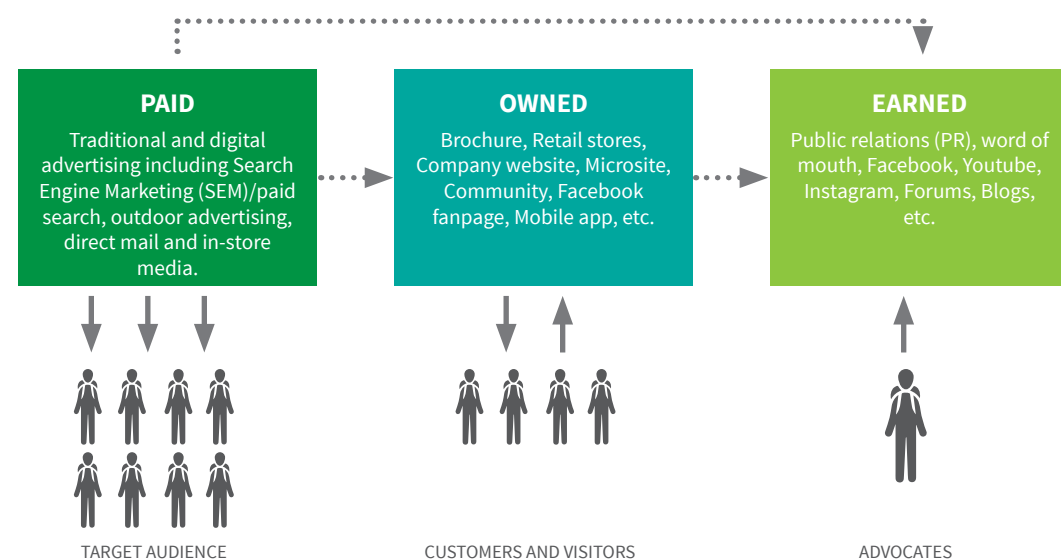 PAID
Traditional and digital
advertising including Search
Engine Marketing (SEM)/paid
search, outdoor advertising,
direct mail and in-store
media.
OWNED
Brochure, Retail stores,
Company website, Microsite,
Community, Facebook
fanpage, Mobile app, etc.
EARNED
Public relations (PR), word of
mouth, Facebook, Youtube,
Instagram, Forums, Blogs,
etc.
TARGET AUDIENCE
CUSTOMERS AND VISITORS
ADVOCATES